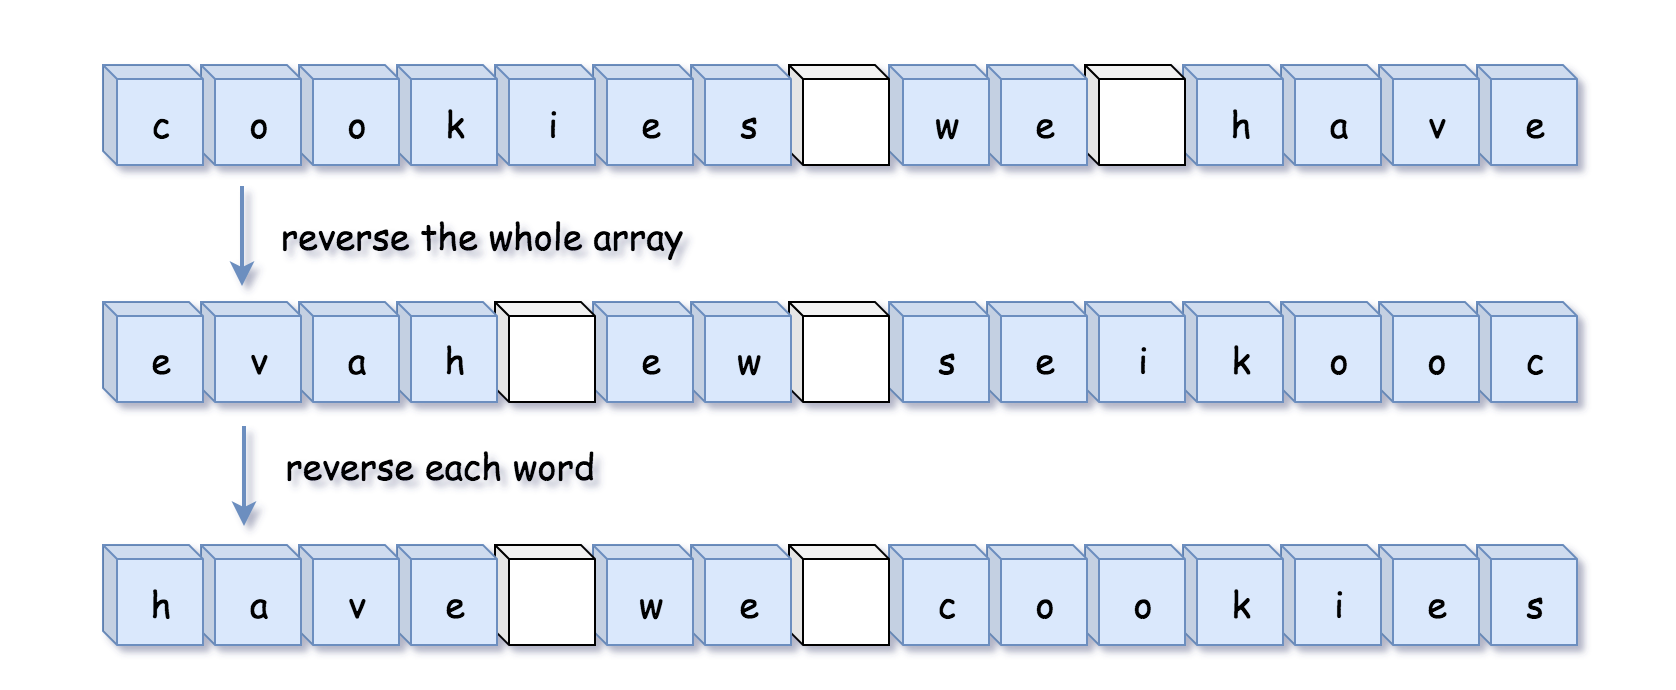 c o o k i e s w e h a v e
reverse the whole array
e v a h e w s e i k o o c
reverse each word
h a v e w e c o o k i e s